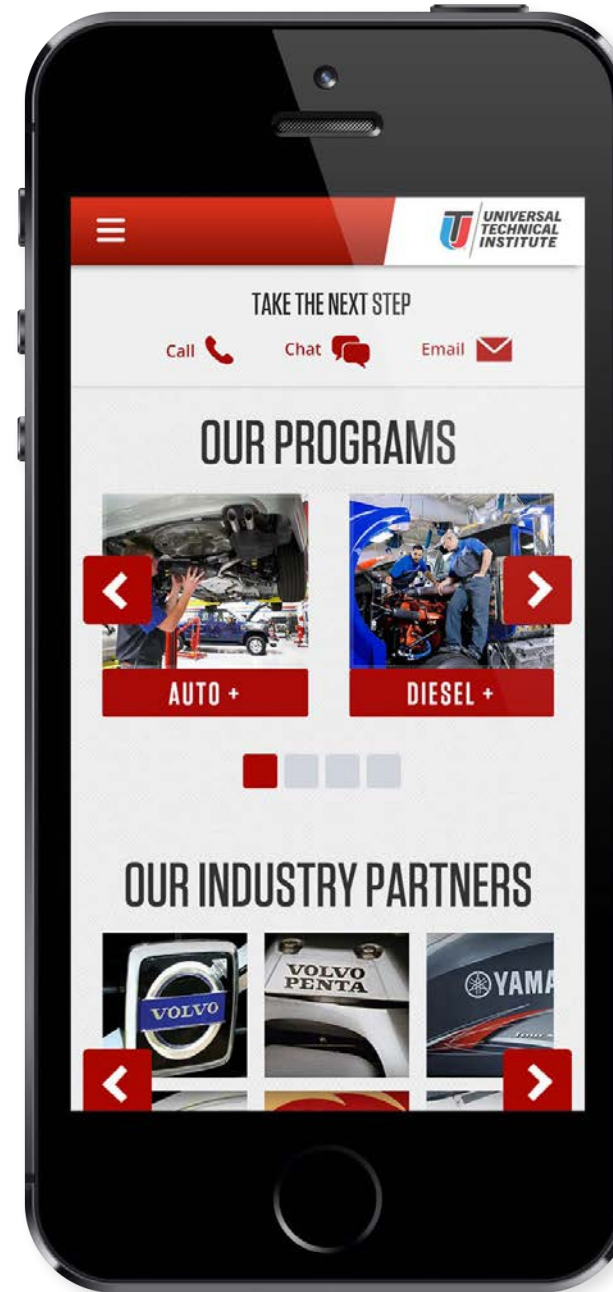 UNIVERSAL
TECHNICAL
INSTITUTE
TAKE THE NEXT STEP
Call
Chat
Email
OUR PROGRAMS
AUTO +
DIESEL +
OUR INDUSTRY PARTNERS
VOLVO
VOLVO
PENTA
YAMA